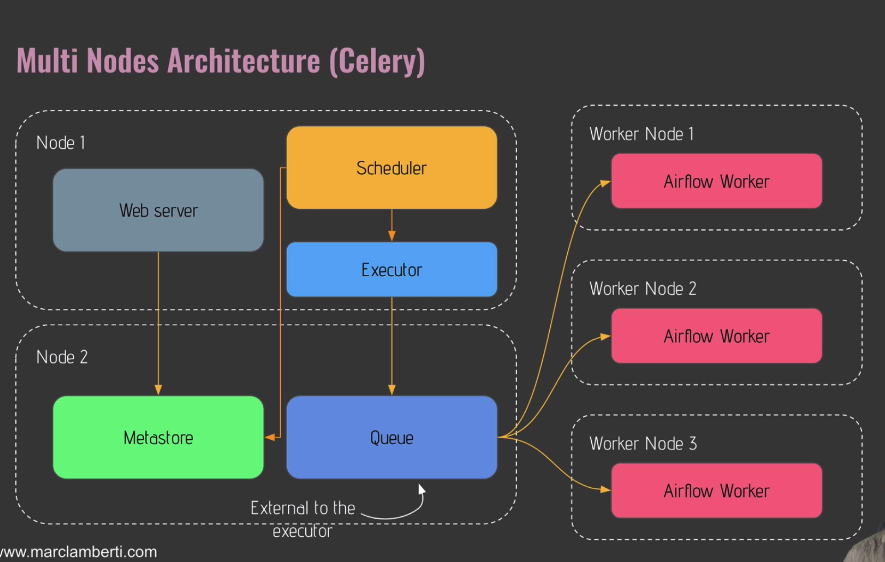 Multi Nodes Architecture (Celery)
Node 1
Web server
Scheduler
Executor
Node 2
Metastore
Queue
External to the
executor
Worker Node 1
Airflow Worker
Worker Node 2
Airflow Worker
Worker Node 3
Airflow Worker
www.marclamberti.com